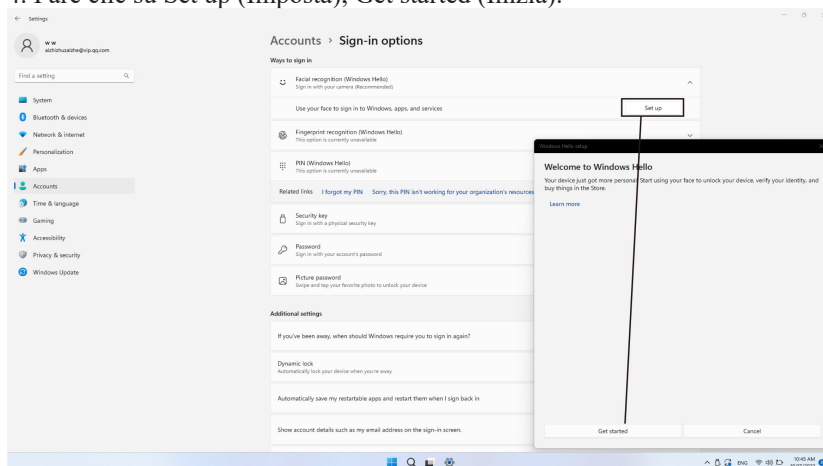 4. Fare clic su Set up (Imposta), Get started (Inizia).
Settings
w w
aizhizhuzaizhe@vip.qq.com
Find a setting
System
Bluetooth & devices
Network & internet
Personalization
Apps
Accounts
Time & language
Gaming
Accessibility
Privacy & security
Windows Update
Accounts > Sign-in options
Ways to sign in
Facial recognition (Windows Hello)
Sign in with your camera (Recommended)
Use your face to sign in to Windows, apps, and services
Set up
Fingerprint recognition (Windows Hello)
This option is currently unavailable
PIN (Windows Hello)
This option is currently unavailable
Related links I forgot my PIN Sorry, this PIN isn't working for your organization's resources
Security key
Sign in with a physical security key
Password
Sign in with your account's password
Picture password
Swipe and tap your favorite photo to unlock your device
Additional settings
If you've been away, when should Windows require you to sign in again?
Dynamic lock
Automatically lock your device when you're away
Automatically save my restartable apps and restart them when I sign back in
Show account details such as my email address on the sign-in screen.
Windows Hello setup
Welcome to Windows Hello
Your device just got more personal. Start using your face to unlock your device, verify your identity, and
buy things in the Store.
Learn more
Get started
Cancel
ENG
10:45 AM